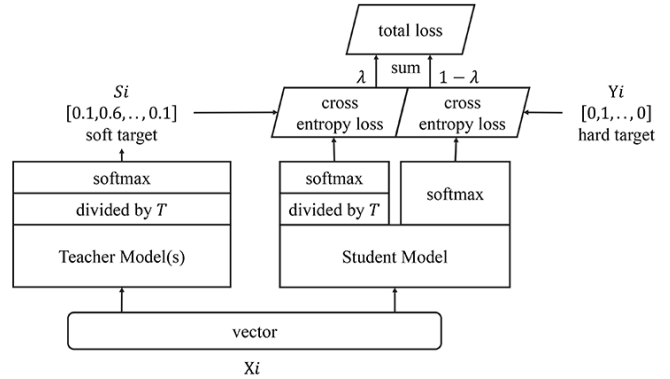 total loss
λ
sum
1 − λ
Si
[0.1,0.6,..,0.1]
soft target
cross
entropy loss
cross
entropy loss
Yi
[0,1,..,0]
hard target
softmax
divided by T
Teacher Model(s)
softmax
divided by T
softmax
Student Model
vector
Xi